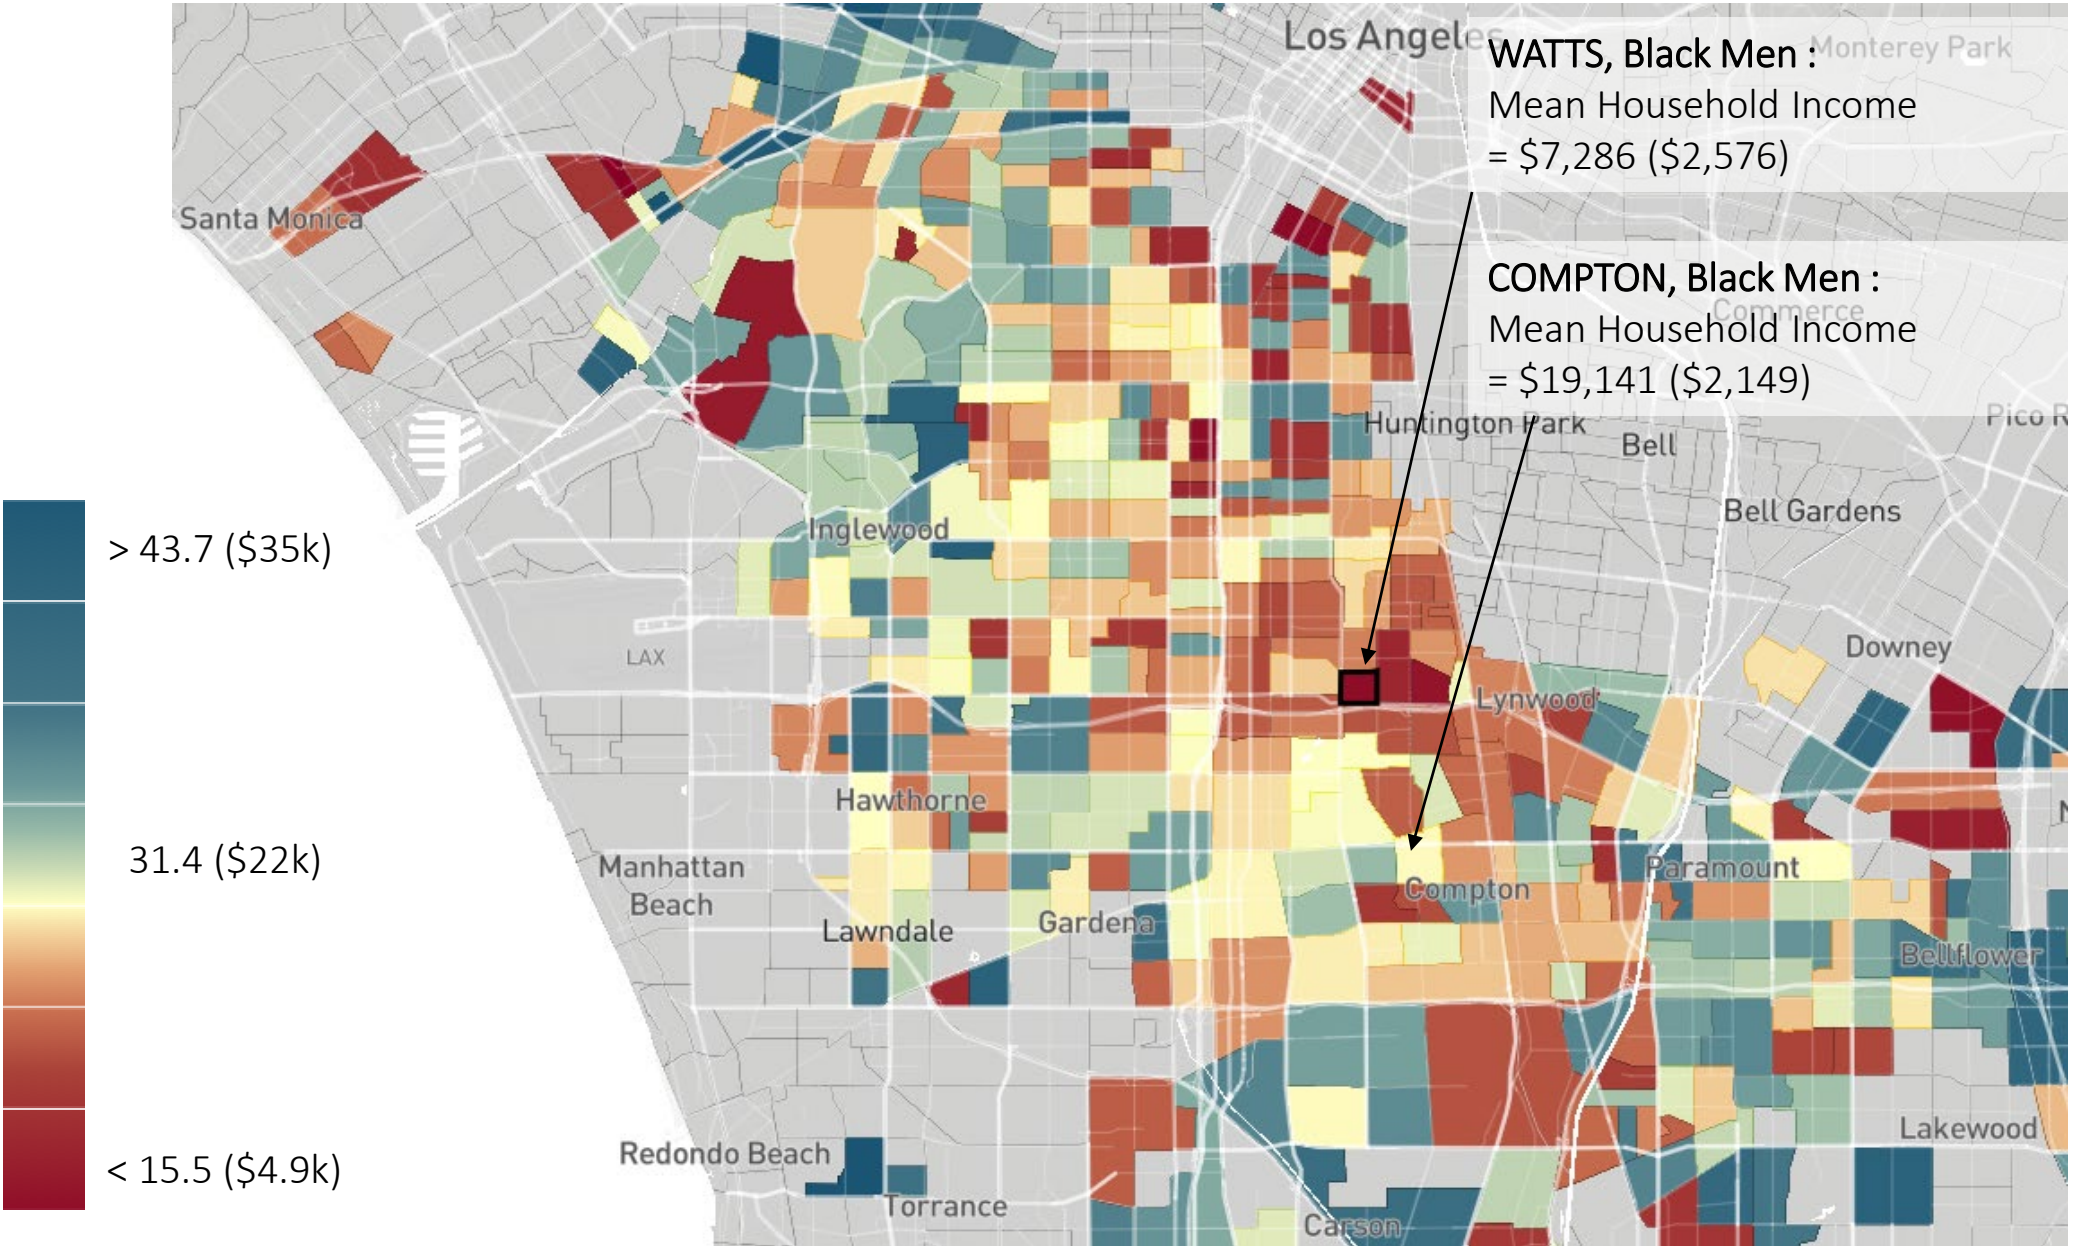 Los Angeles
Monterey Park
WATTS, Black Men :
Mean Household Income
= $7,286 ($2,576)
Santa Monica
COMPTON, Black Men :
Commerce
Mean Household Income
= $19,141 ($2,149)
Huntington Park
Bell
Pico R
Bell Gardens
Inglewood
> 43.7 ($35k)
LAX
Downey
Lynwood
Hawthorne
N
31.4 ($22k)
Manhattan
Beach
Paramount
Compton
Gardena
Lawndale
Bellflower
Lakewood
Redondo Beach
< 15.5 ($4.9k)
Torrance
Carson